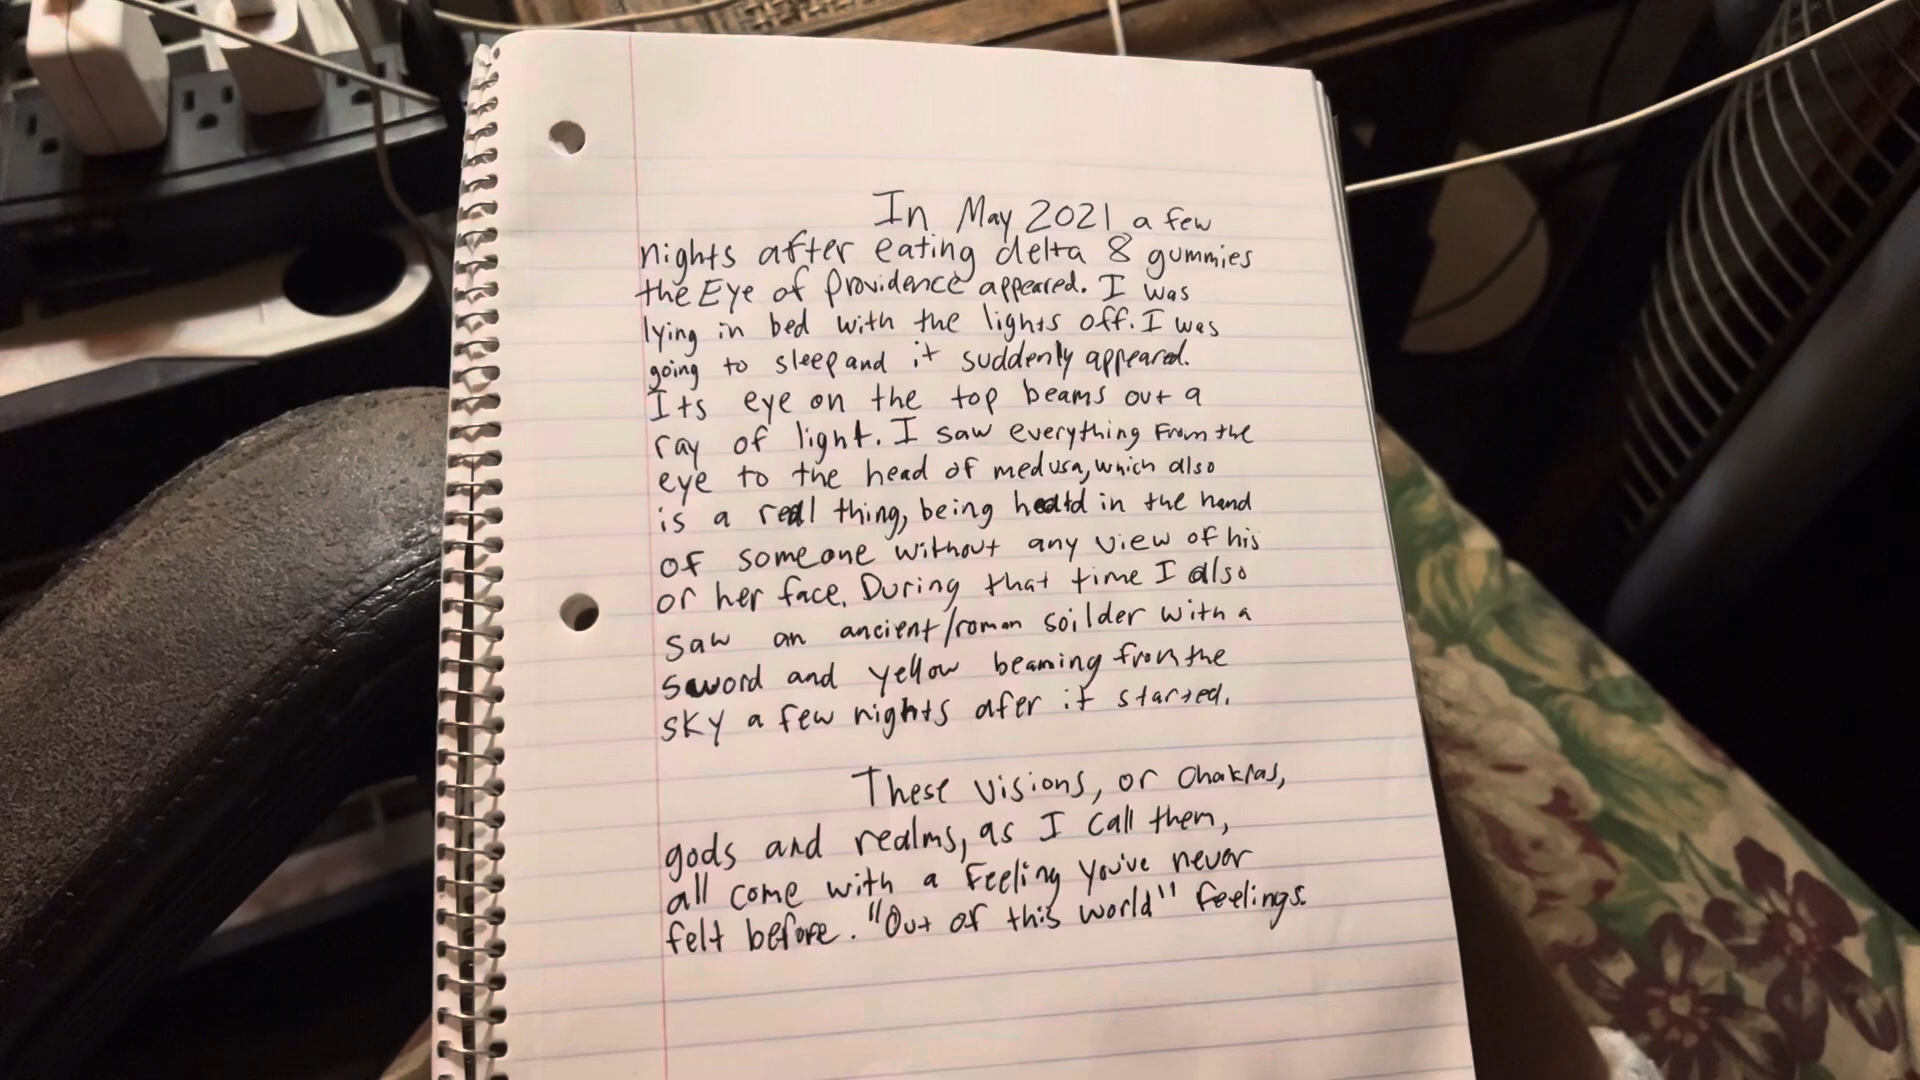 In May 2021 a few
nights after eating delta 8 gummies
the Eye of Providence appeared. I was
lying in bed with the lights off. I was
going to sleep and it suddenly appeared.
Its eye on the top beams out a
ray of light. I saw everything from the
eye to the head of medusa, which also
is a reall thing, being heatd in the hand
of someone without any view of his
or her face. During that time I also
saw an ancient/roman soilder with a
sword and yellow beaming from the
sky a few nights afer it started.
These visions, or chakras,
gods and realms, as I call them,
all come with a feeling you've never
felt before. "Out of this world" feelings.